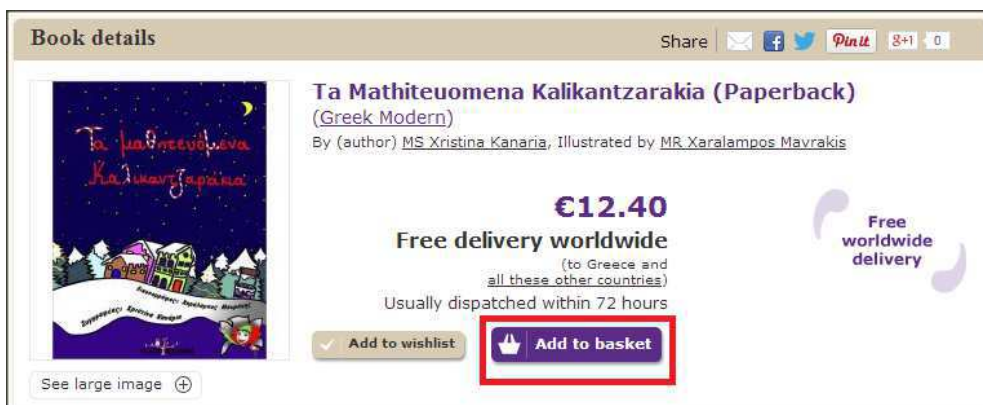 Book details
Share Pin it g+1 0
Ta Mathiteuomena Kalikantzarakia (Paperback)
(Greek Modern)
By (author) MS Xristina Kanaria, Illustrated by MR Xaralampos Mavrakis
Τα μαθητευόμενα
Καλικαντζαράκια
€12.40
Free delivery worldwide
(to Greece and
all these other countries)
Usually dispatched within 72 hours
Free
worldwide
delivery
Add to wishlist
Add to basket
See large image